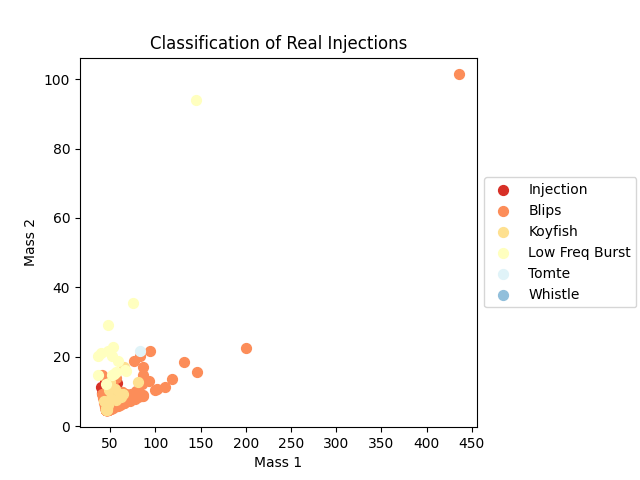 Classification of Real Injections
100
80
60
40
20
0
Mass 2
50
100
150
200
250
300
350
400
450
Mass 1
Injection
Blips
Koyfish
Low Freq Burst
Tomte
Whistle